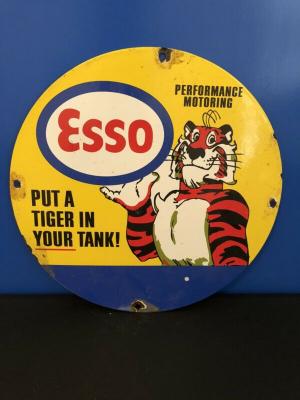 PERFORMANCE
MOTORING
Esso
PUT A
TIGER IN
YOUR TANK!